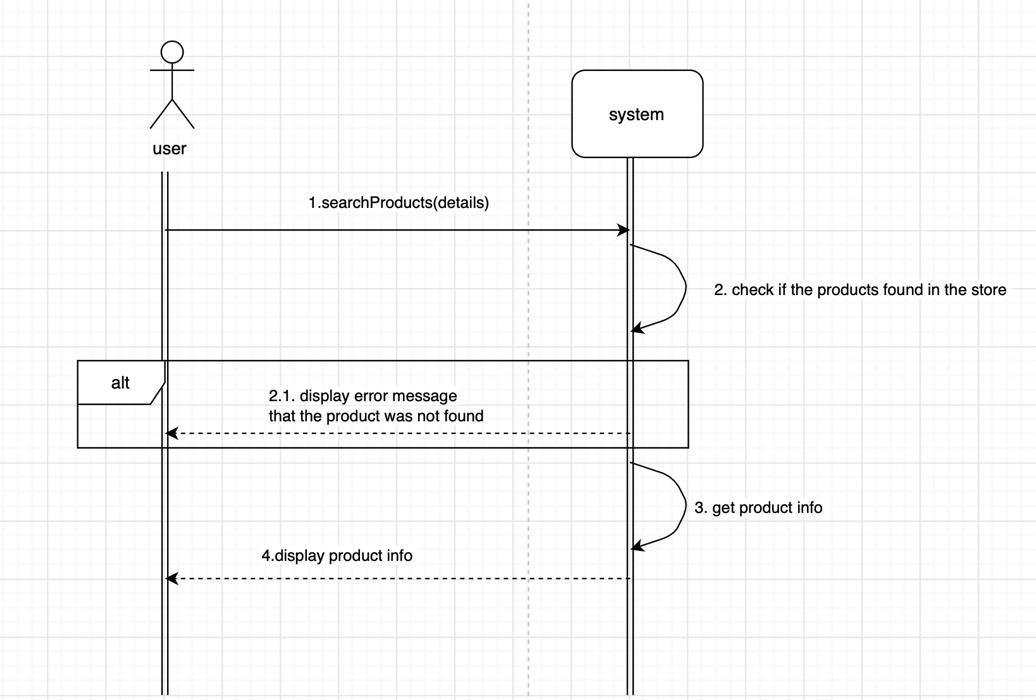 user
system
1.searchProducts(details)
2. check if the products found in the store
alt
2.1. display error message
that the product was not found
3. get product info
4.display product info